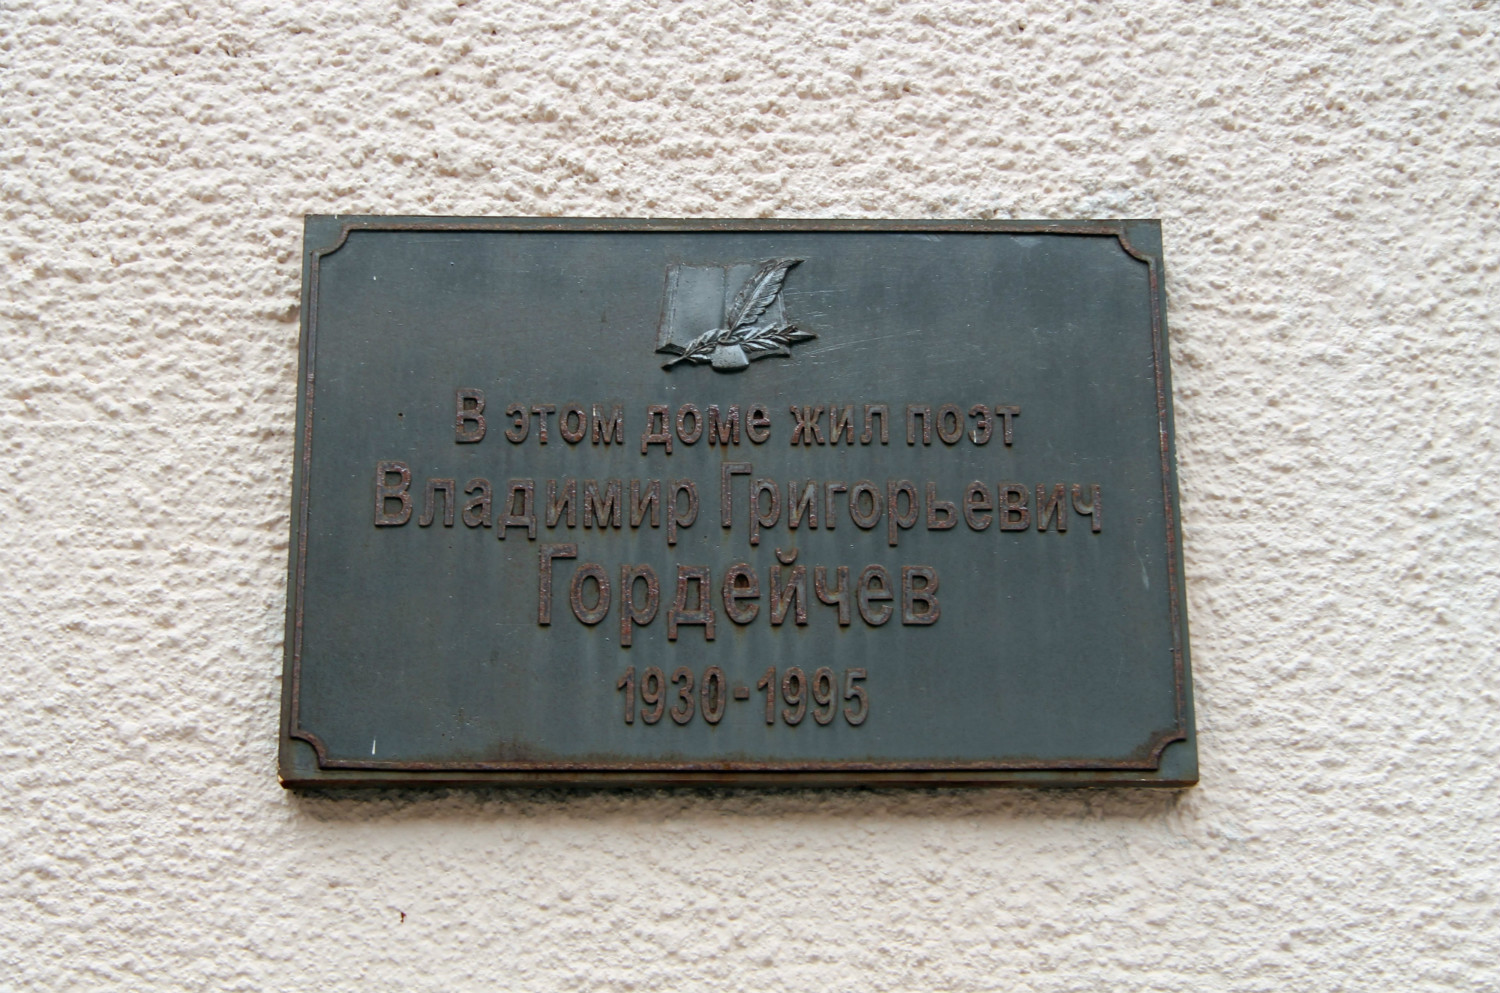 В этом доме жил поэт
Владимир Григорьевич
Гордейчев
1930-1995